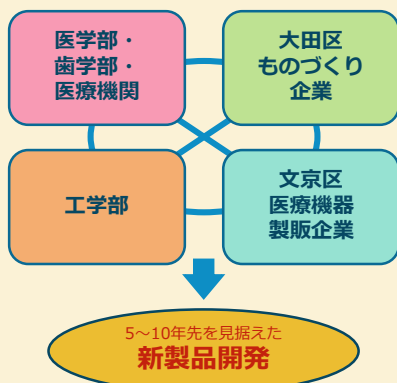 医学部・
歯学部・
医療機関
大田区
ものづくり
企業
工学部
文京区
医療機器
製販企業
5～10年先を見据えた
新製品開発